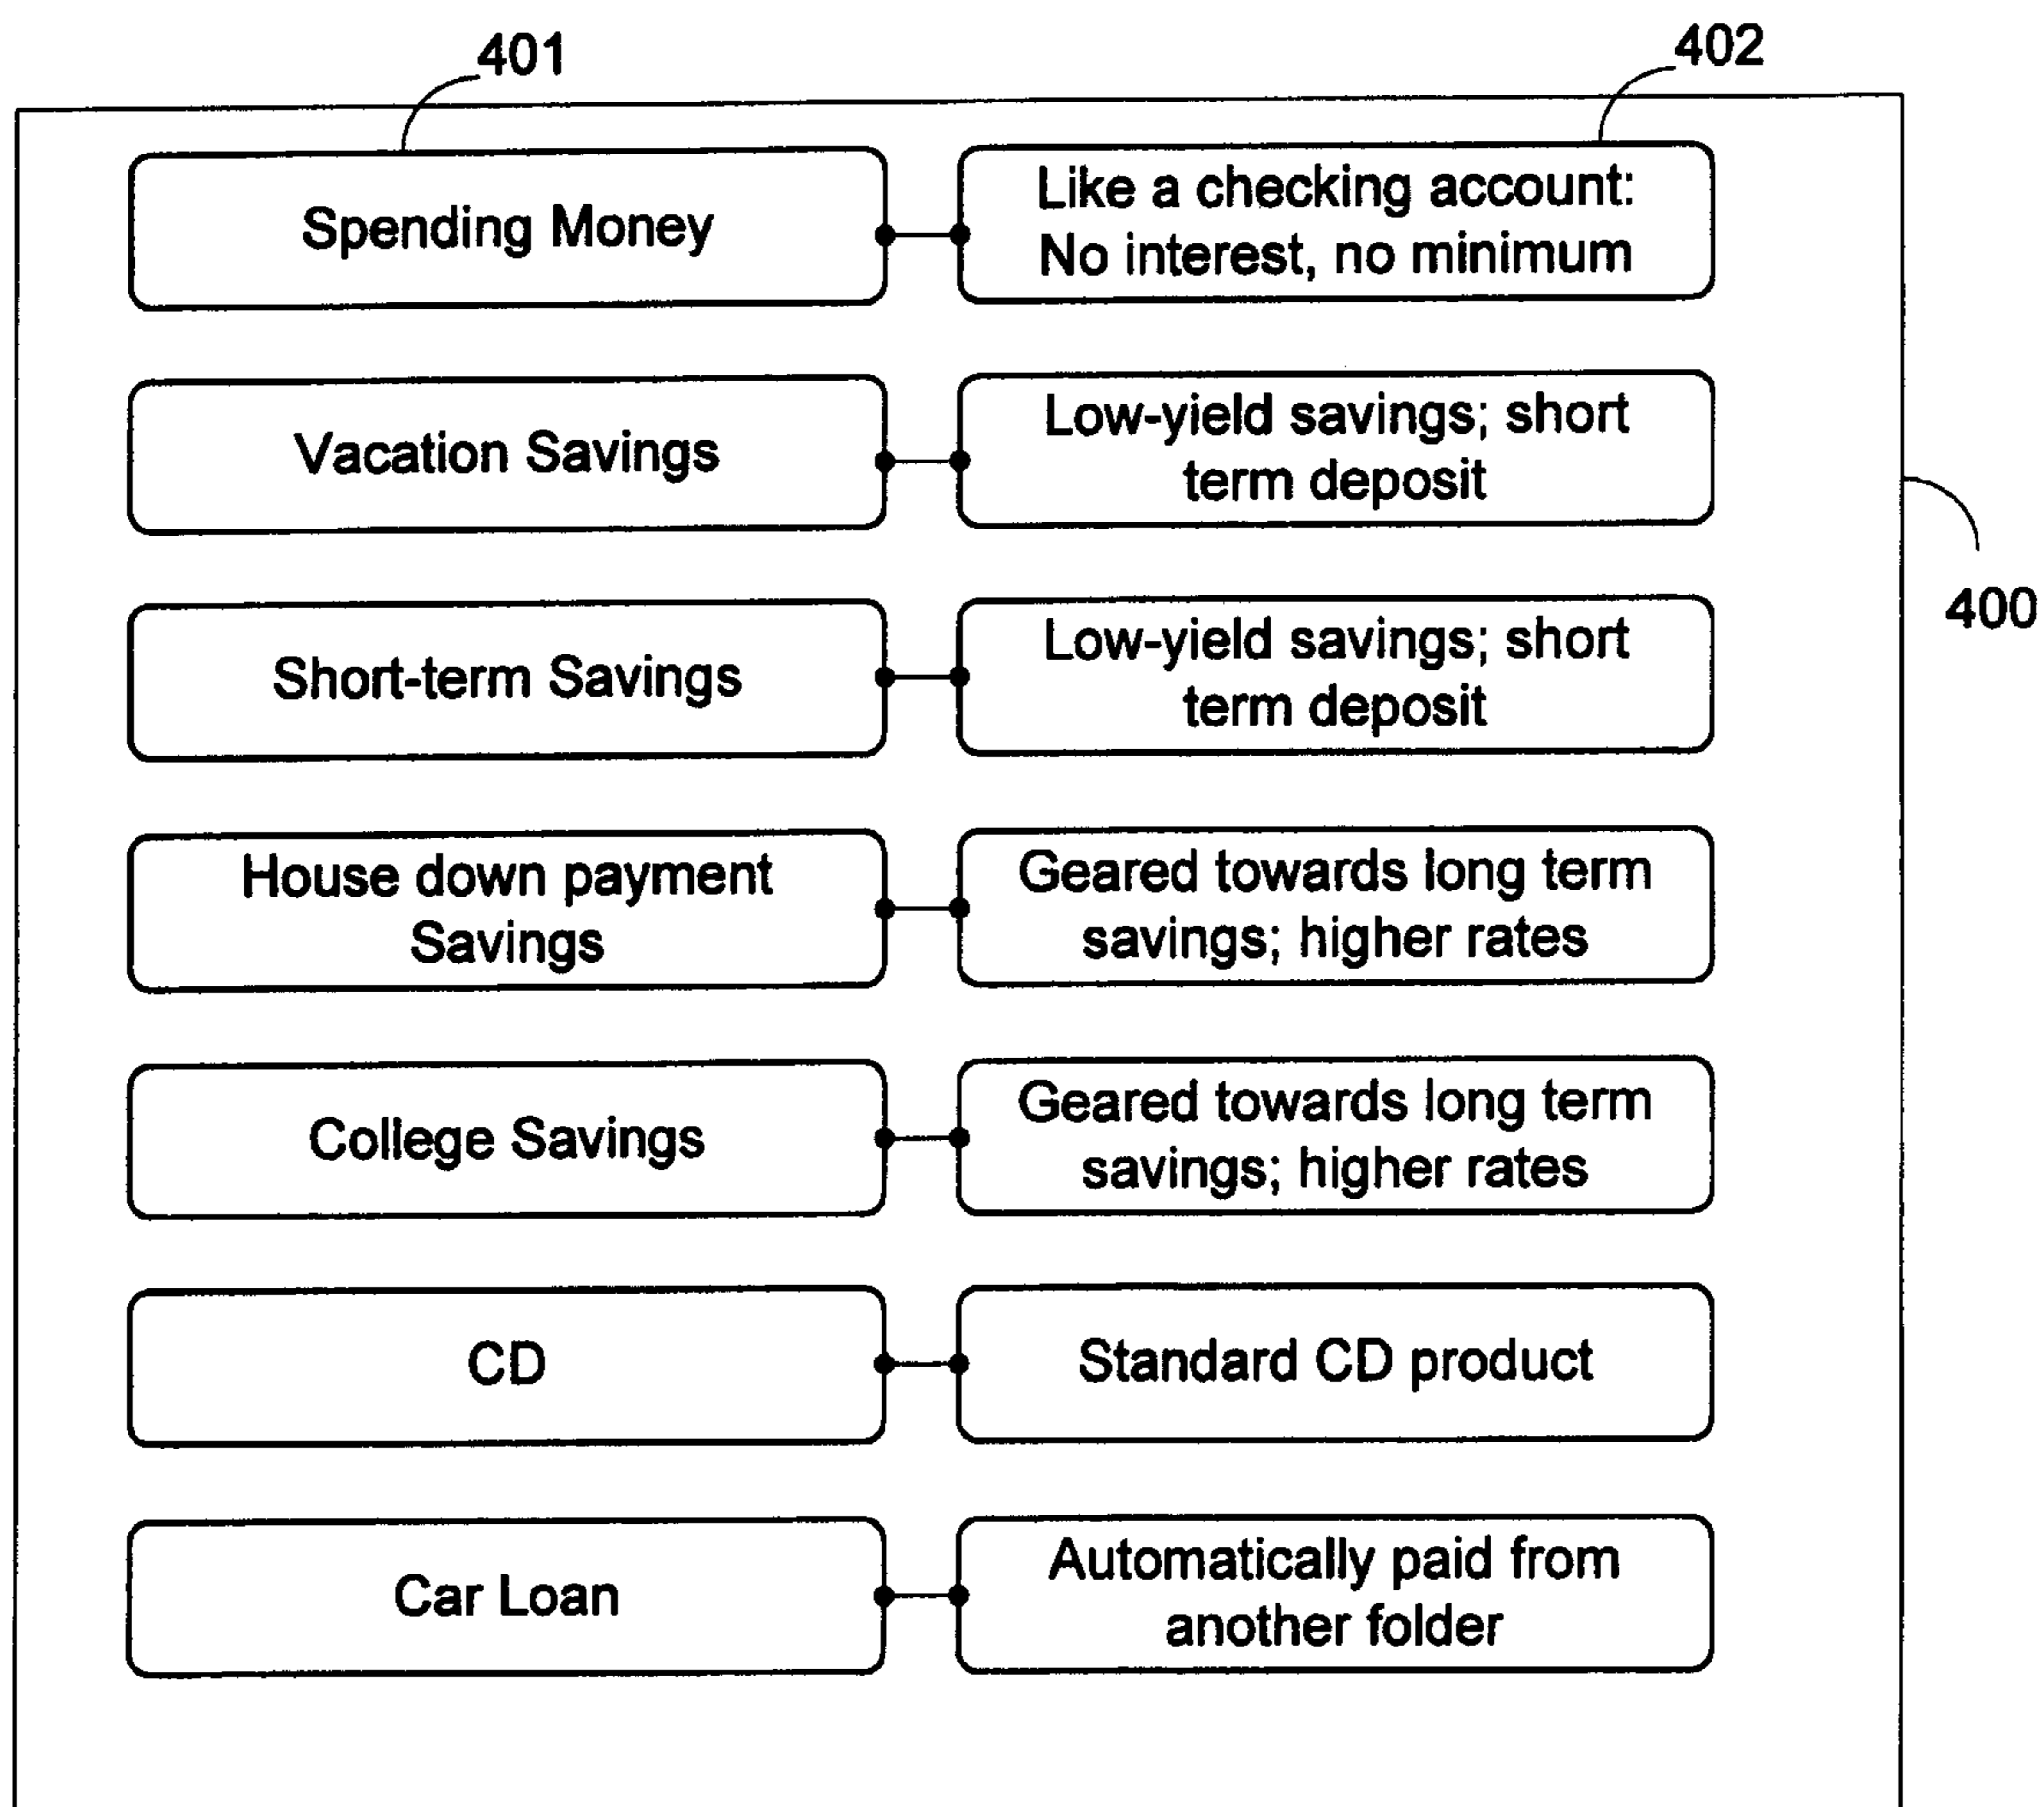 401
402
Spending Money
Like a checking account:
No interest, no minimum
Vacation Savings
Low-yield savings; short
term deposit
400
Short-term Savings
Low-yield savings; short
term deposit
House down payment
Savings
Geared towards long term
savings; higher rates
College Savings
Geared towards long term
savings; higher rates
CD
Standard CD product
Car Loan
Automatically paid from
another folder